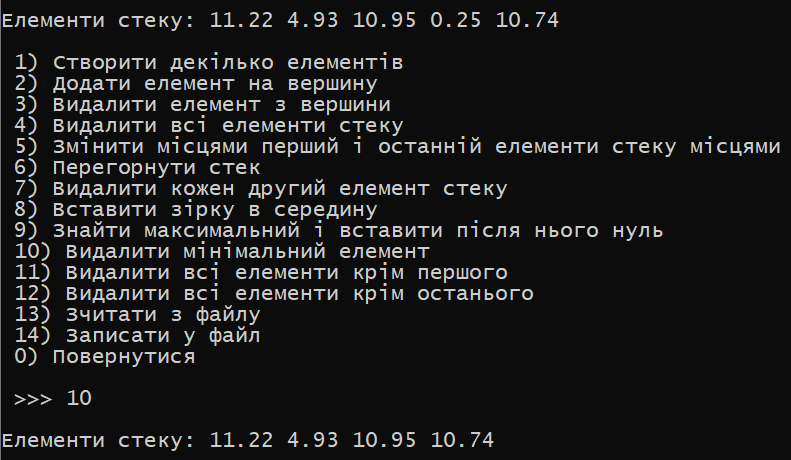 Елементи стеку: 11.22 4.93 10.95 0.25 10.74
1) Створити декілька елементів
2) Додати елемент на вершину
3) Видалити елемент з вершини
4) Видалити всі елементи стеку
5) Змінити місцями перший і останній елементи стеку місцями
6) Перегорнути стек
7) Видалити кожен другий елемент стеку
8) Вставити зірку в середину
9) Знайти максимальний і вставити після нього нуль
10) Видалити мінімальний елемент
11) Видалити всі елементи крім першого
12) Видалити всі елементи крім останього
13) Зчитати з файлу
14) Записати у файл
0) Повернутися
>>> 10
Елементи стеку: 11.22 4.93 10.95 10.74